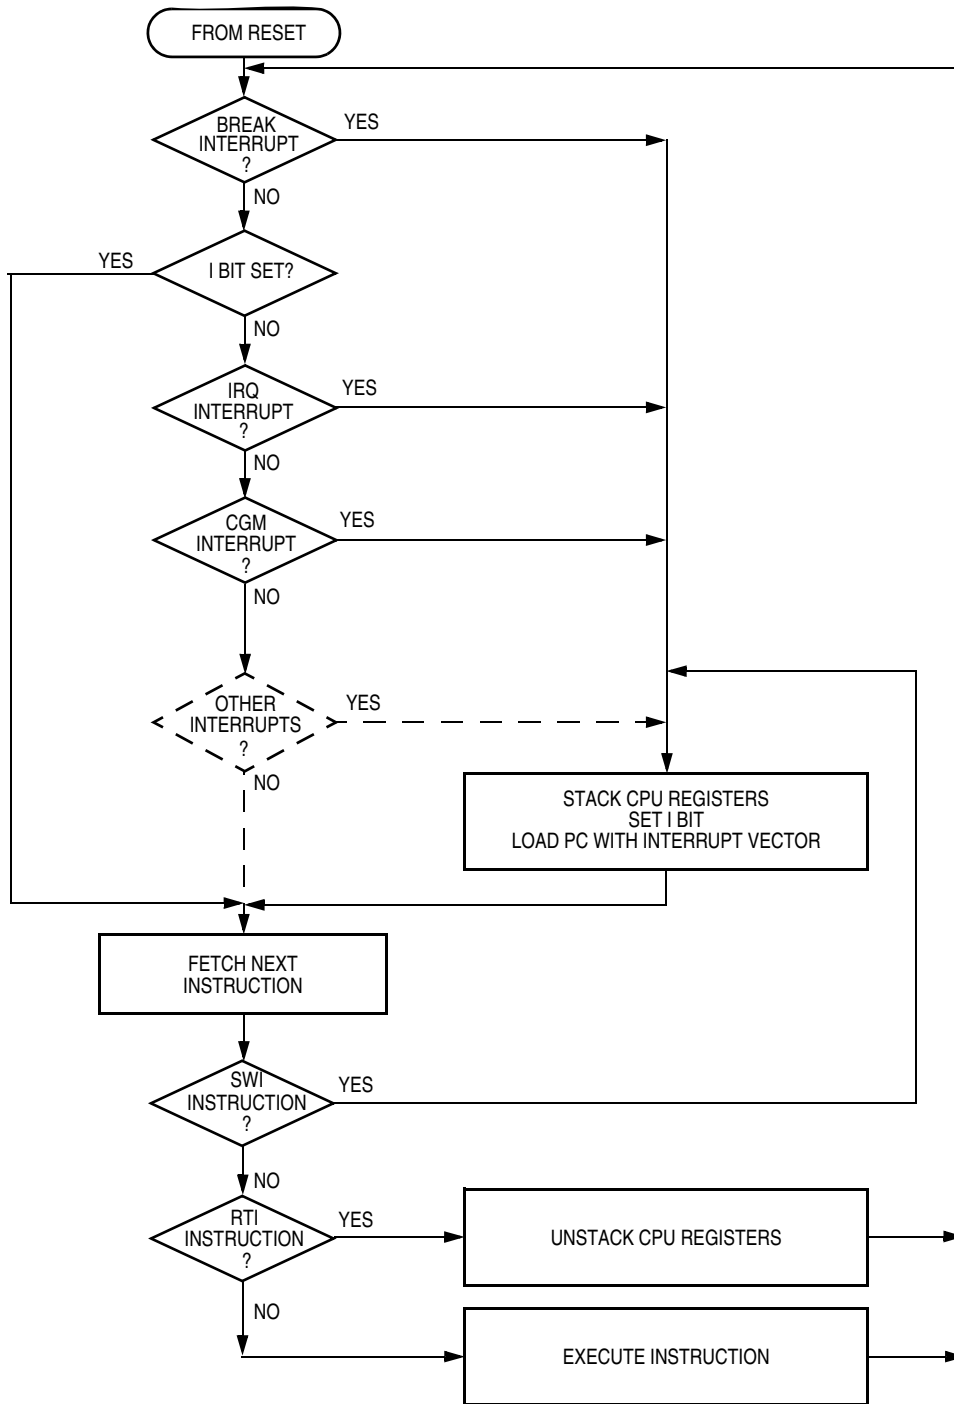 FROM RESET
BREAK
INTERRUPT
?
YES
NO
I BIT SET?
YES
NO
IRQ
INTERRUPT
?
YES
NO
CGM
INTERRUPT
?
YES
NO
OTHER
INTERRUPTS
?
YES
NO
STACK CPU REGISTERS
SET I BIT
LOAD PC WITH INTERRUPT VECTOR
FETCH NEXT
INSTRUCTION
SWI
INSTRUCTION
?
YES
NO
RTI
INSTRUCTION
?
YES
UNSTACK CPU REGISTERS
NO
EXECUTE INSTRUCTION